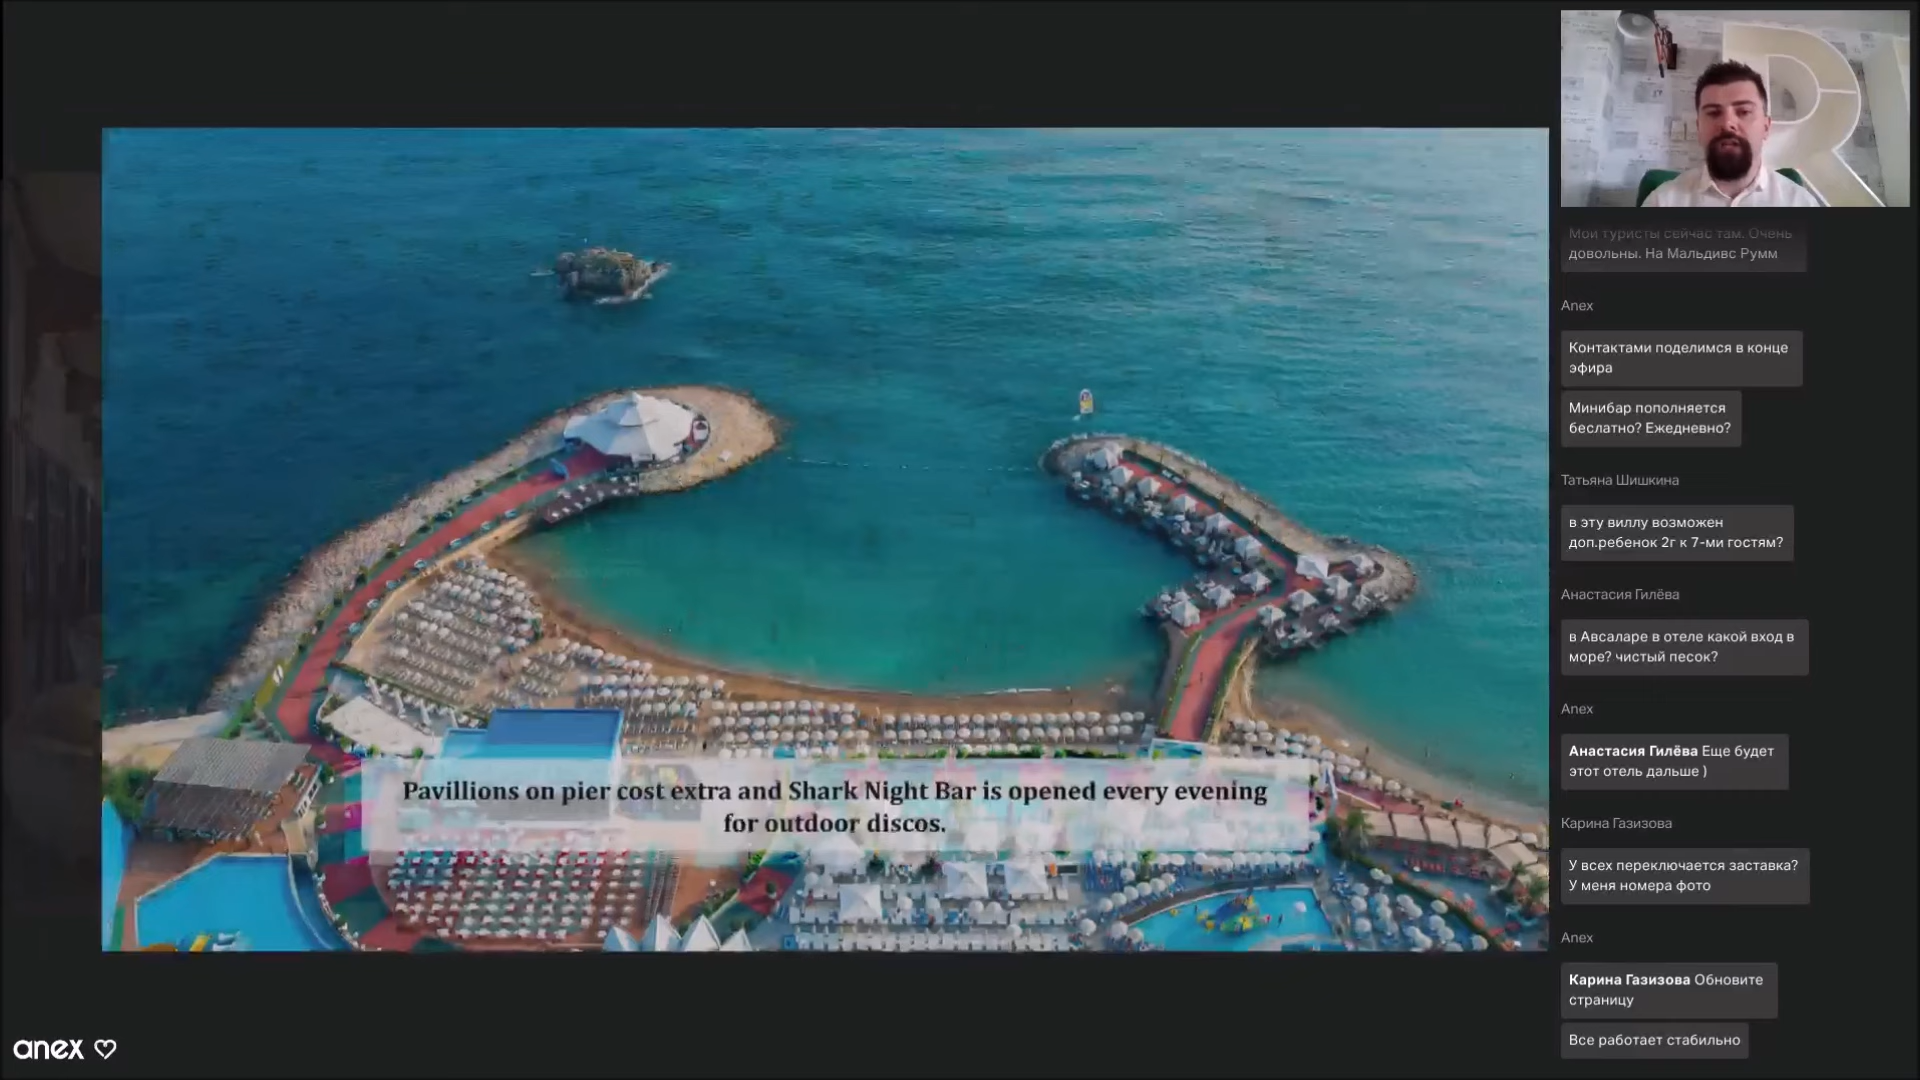 Pavillions on pier cost extra and Shark Night Bar is opened every evening
for outdoor discos.
anex
R
Мои туристы сейчас там. Очень
довольны. На Мальдивс Румм
Anex
Контактами поделимся в конце
эфира
Минибар пополняется
беслатно? Ежедневно?
Татьяна Шишкина
в эту виллу возможен
доп.ребенок 2г к 7-ми гостям?
Анастасия Гилёва
в Авсаларе в отеле какой вход в
море? чистый песок?
Anex
Анастасия Гилёва Еще будет
этот отель дальше )
Карина Газизова
У всех переключается заставка?
У меня номера фото
Anex
Карина Газизова Обновите
страницу
Все работает стабильно